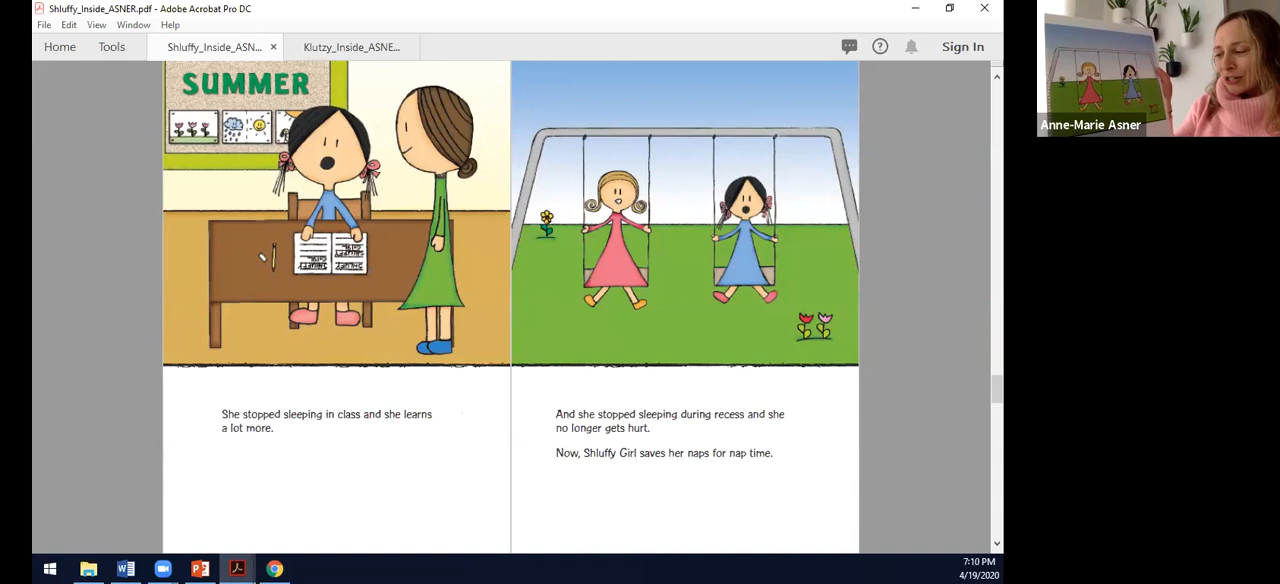 Shluffy_Inside_ASNER.pdf - Adobe Acrobat Pro DC
File Edit View Window Help
Home Tools Shluffy_Inside_ASN... Klutzy_Inside_ASNE... Sign In
SUMMER
She stopped sleeping in class and she learns
a lot more.
And she stopped sleeping during recess and she
no longer gets hurt.
Now, Shluffy Girl saves her naps for nap time.
Anne-Marie Asner
7:10 PM
4/19/2020